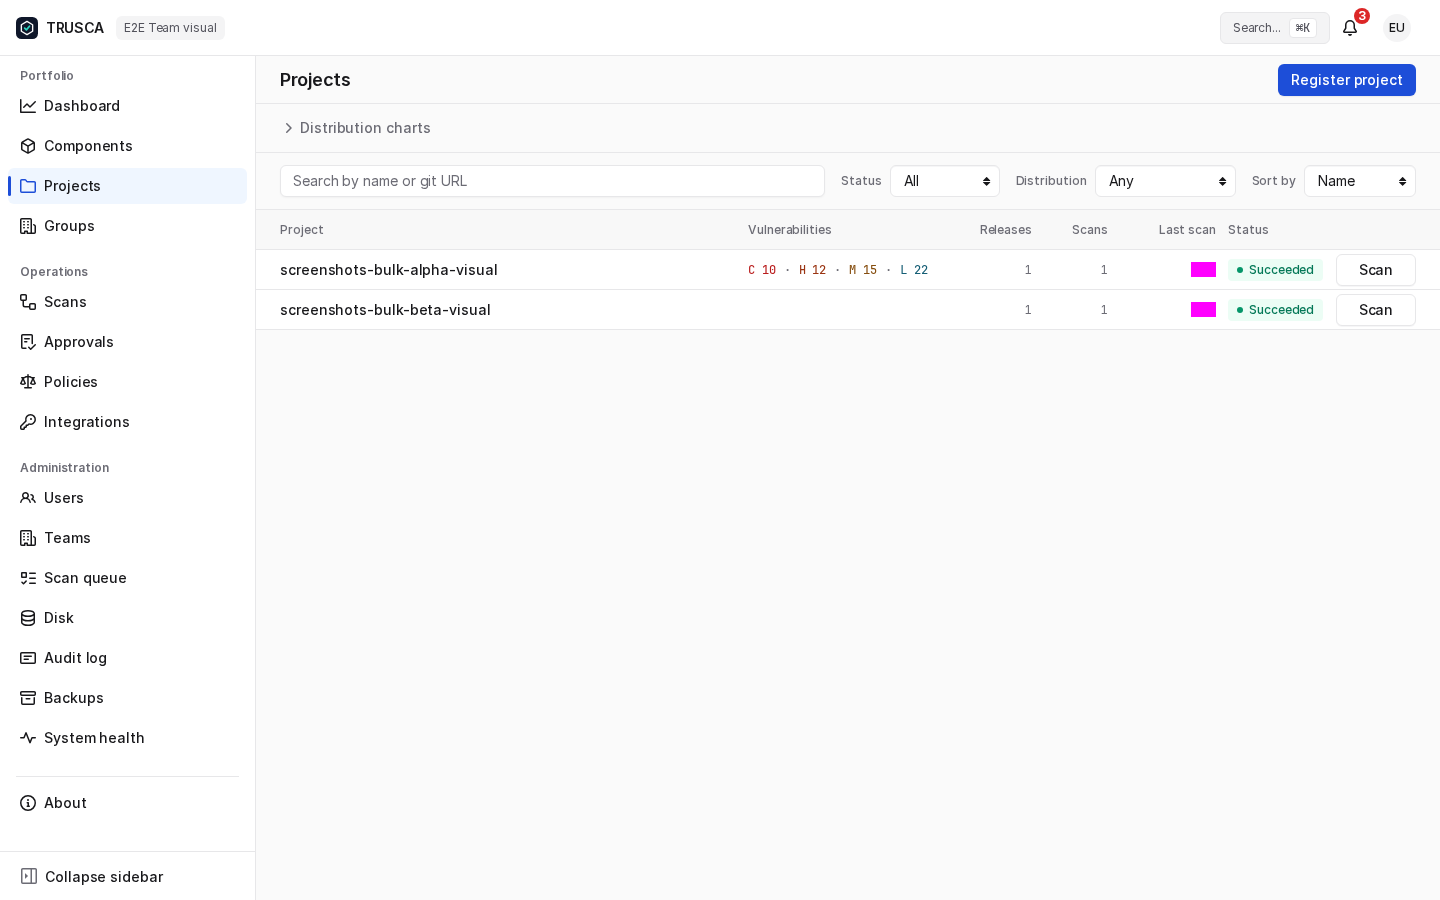 TRUSCA E2E Team visual Search... ⌘K 3 EU
Portfolio
Dashboard
Components
Projects
Groups
Operations
Scans
Approvals
Policies
Integrations
Administration
Users
Teams
Scan queue
Disk
Audit log
Backups
System health
About
Collapse sidebar
Projects Register project
Distribution charts
Search by name or git URL Status All Distribution Any Sort by Name
Project Vulnerabilities Releases Scans Last scan Status
screenshots-bulk-alpha-visual C 10 · H 12 · M 15 · L 22 1 1 Succeeded Scan
screenshots-bulk-beta-visual 1 1 Succeeded Scan